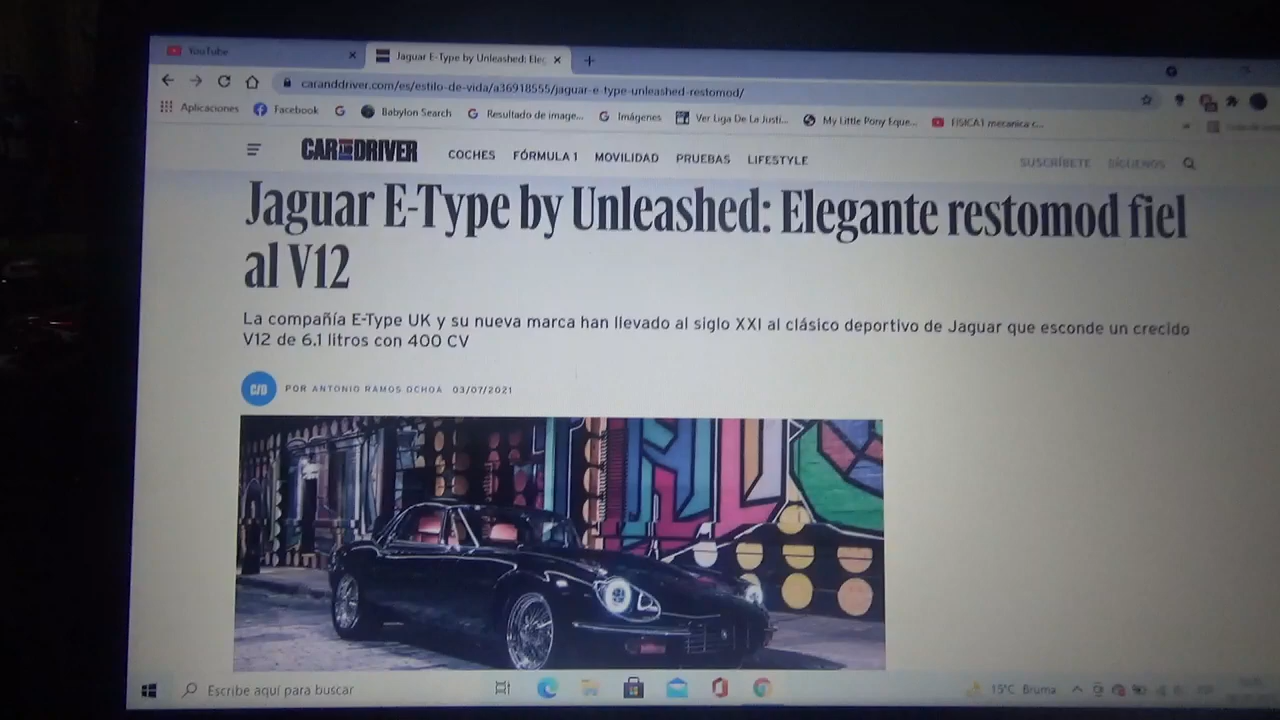 YouTube
Jaguar E-Type by Unleashed: Eleg
caranddriver.com/es/estilo-de-vida/a36918555/jaguar-e-type-unleashed-restomod/
Aplicaciones Facebook Babylon Search Resultado de image... Imágenes Ver Liga De La Justi... My Little Pony Eque... FISICA1 mecanica c...
CAR AND DRIVER COCHES FÓRMULA 1 MOVILIDAD PRUEBAS LIFESTYLE SUSCRÍBETE SÍGUENOS
Jaguar E-Type by Unleashed: Elegante restomod fiel
al V12
La compañía E-Type UK y su nueva marca han llevado al siglo XXI al clásico deportivo de Jaguar que esconde un crecido
V12 de 6.1 litros con 400 CV
C/D POR ANTONIO RAMOS OCHOA 03/07/2021
Escribe aquí para buscar 15°C Bruma